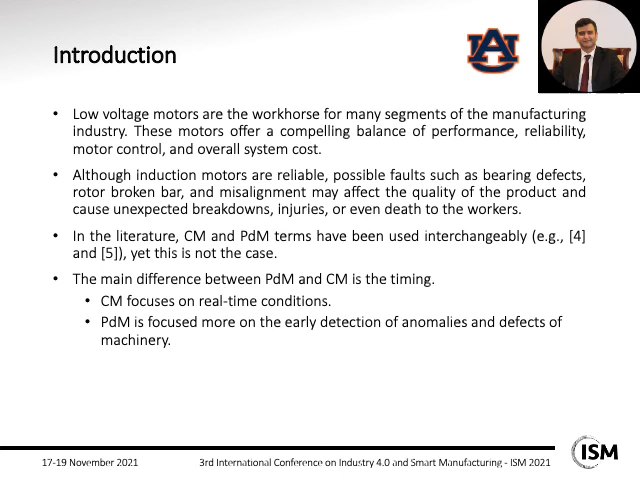 Introduction
AU
• Low voltage motors are the workhorse for many segments of the manufacturing
industry. These motors offer a compelling balance of performance, reliability,
motor control, and overall system cost.
• Although induction motors are reliable, possible faults such as bearing defects,
rotor broken bar, and misalignment may affect the quality of the product and
cause unexpected breakdowns, injuries, or even death to the workers.
• In the literature, CM and PdM terms have been used interchangeably (e.g., [4]
and [5]), yet this is not the case.
• The main difference between PdM and CM is the timing.
• CM focuses on real-time conditions.
• PdM is focused more on the early detection of anomalies and defects of
machinery.
17-19 November 2021
3rd International Conference on Industry 4.0 and Smart Manufacturing - ISM 2021
ISM